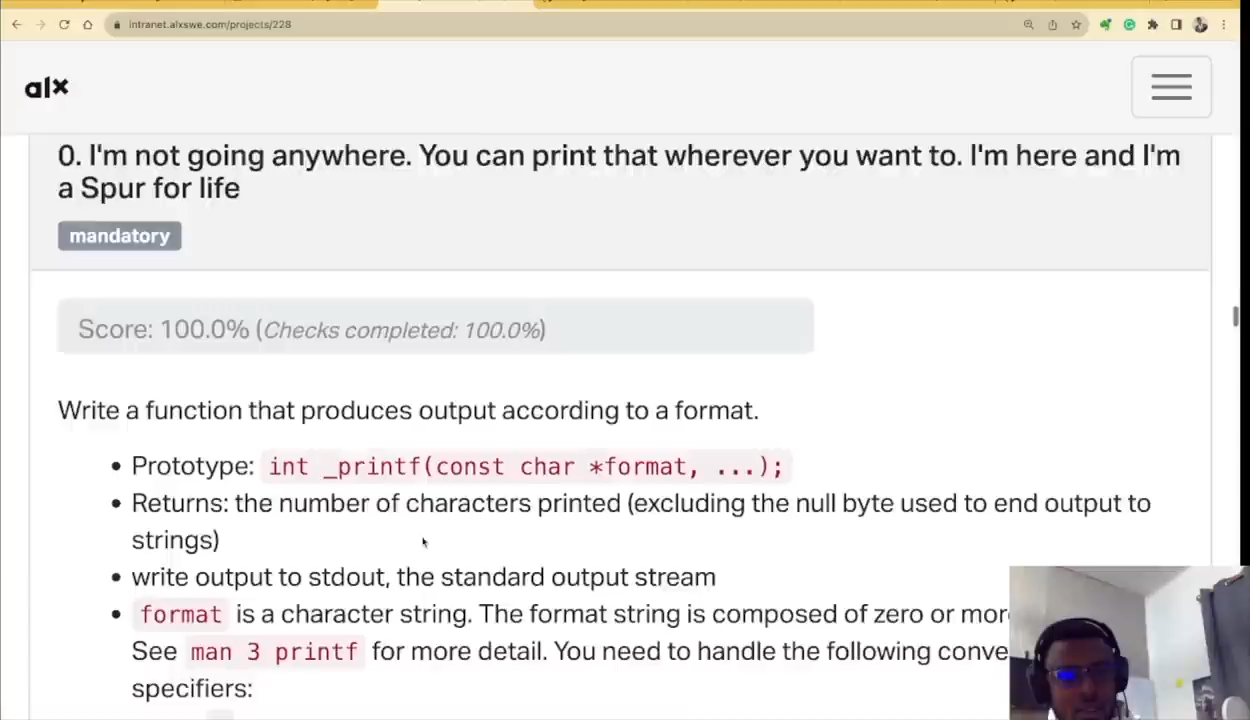 intranet.alxswe.com/projects/228
alx
0. I'm not going anywhere. You can print that wherever you want to. I'm here and I'm
a Spur for life
mandatory
Score: 100.0% (Checks completed: 100.0%)
Write a function that produces output according to a format.
• Prototype: int _printf(const char *format, ...);
• Returns: the number of characters printed (excluding the null byte used to end output to
strings)
• write output to stdout, the standard output stream
• format is a character string. The format string is composed of zero or more
See man 3 printf for more detail. You need to handle the following conve
specifiers: